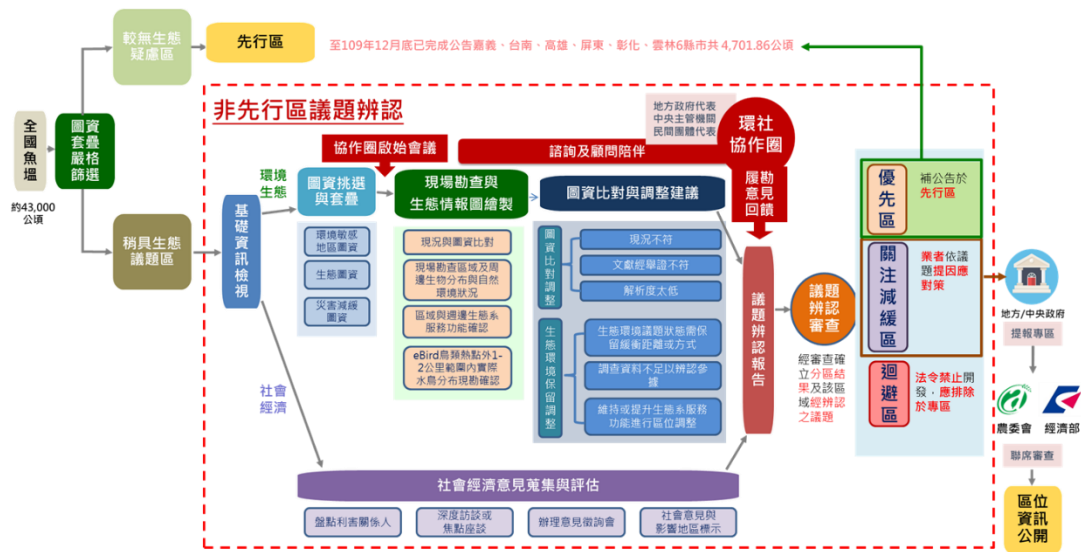 全國魚塭
約43,000
公頃
圖資
套疊
嚴格
篩選
較無生態
疑慮區
先行區
至109年12月底已完成公告嘉義、台南、高雄、屏東、彰化、雲林6縣市共4,701.86公頃
稍具生態
議題區
非先行區議題辨認
基礎資訊檢視
環境
生態
社會
經濟
協作圈啟始會議
諮詢及顧問陪伴
地方政府代表
中央主管機關
民間團體代表
環社
協作圈
履勘
意見
回饋
圖資挑選
與套疊
環境敏感
地區圖資
生態圖資
災害減緩
圖資
現場勘查與
生態情報圖繪製
現況與圖資比對
現場勘查區域及周
邊生物分布與自然
環境狀況
區域與週邊生態系
服務功能確認
eBird鳥類熱點外1-
2公里範圍內實際
水鳥分布現勘確認
圖資比對與調整建議
圖資比對調整
現況不符
文獻經舉證不符
解析度太低
生態環境保留調整
生態環境議題狀態需保
留緩衝距離或方式
調查資料不足以辨認參
據
維持或提升生態系服務
功能進行區位調整
社會經濟意見蒐集與評估
盤點利害關係人
深度訪談或
焦點座談
辦理意見徵詢會
社會意見與
影響地區標示
議題辨認報告
議題
辨認
審查
經審查確
立分區結
果及該區
域經辨認
之議題
優先區
補公告於
先行區
關注減緩區
業者依議
題提因應
對策
迴避區
法令禁止開
發，應排除
於專區
地方/中央政府
提報專區
農委會
經濟部
聯席審查
區位
資訊
公開